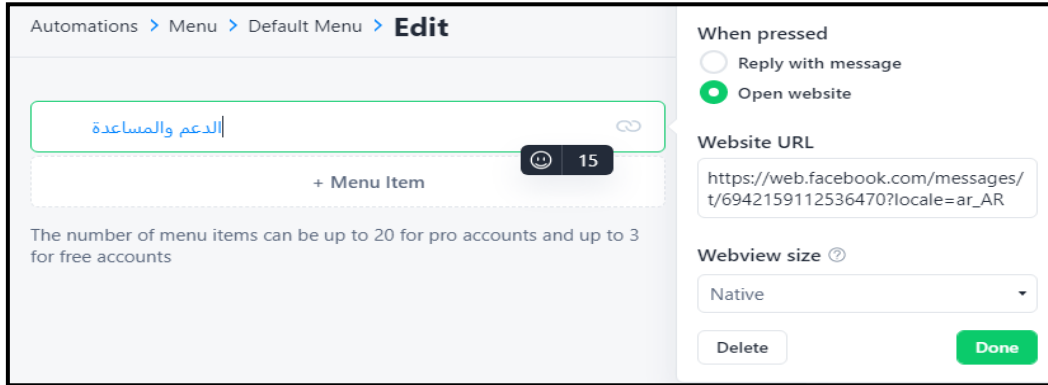 Automations > Menu > Default Menu > Edit
الدعم والمساعدة
15
+ Menu Item
The number of menu items can be up to 20 for pro accounts and up to 3
for free accounts
When pressed
Reply with message
Open website
Website URL
https://web.facebook.com/messages/
t/6942159112536470?locale=ar_AR
Webview size ?
Native
Delete
Done